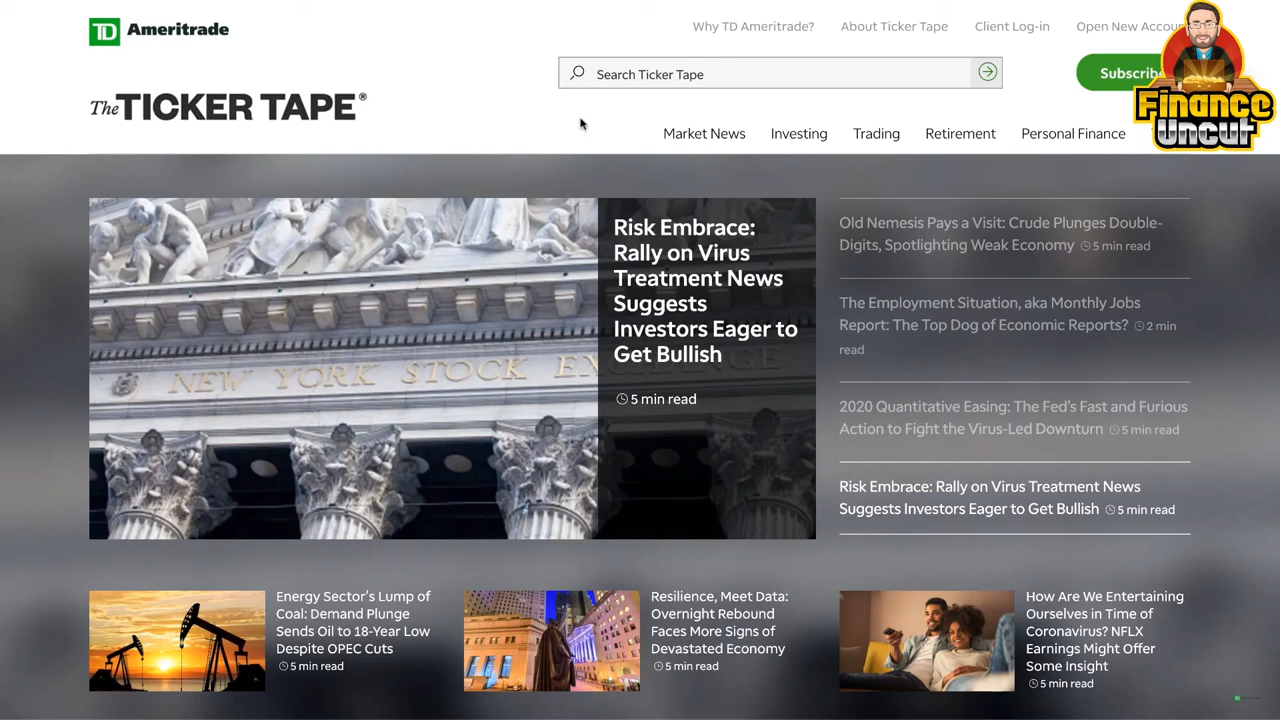 TD Ameritrade
Why TD Ameritrade?
About Ticker Tape
Client Log-in
Open New
Search Ticker Tape
Subscribe
The TICKER TAPE®
Finance
Uncut
Market News
Investing
Trading
Retirement
Personal Finance
NEW YORK STOCK EXCHANGE
Risk Embrace:
Rally on Virus
Treatment News
Suggests
Investors Eager to
Get Bullish
5 min read
Old Nemesis Pays a Visit: Crude Plunges Double-
Digits, Spotlighting Weak Economy 5 min read
The Employment Situation, aka Monthly Jobs
Report: The Top Dog of Economic Reports? 2 min
read
2020 Quantitative Easing: The Fed's Fast and Furious
Action to Fight the Virus-Led Downturn 5 min read
Risk Embrace: Rally on Virus Treatment News
Suggests Investors Eager to Get Bullish 5 min read
Energy Sector's Lump of
Coal: Demand Plunge
Sends Oil to 18-Year Low
Despite OPEC Cuts
5 min read
Resilience, Meet Data:
Overnight Rebound
Faces More Signs of
Devastated Economy
5 min read
How Are We Entertaining
Ourselves in Time of
Coronavirus? NFLX
Earnings Might Offer
Some Insight
5 min read